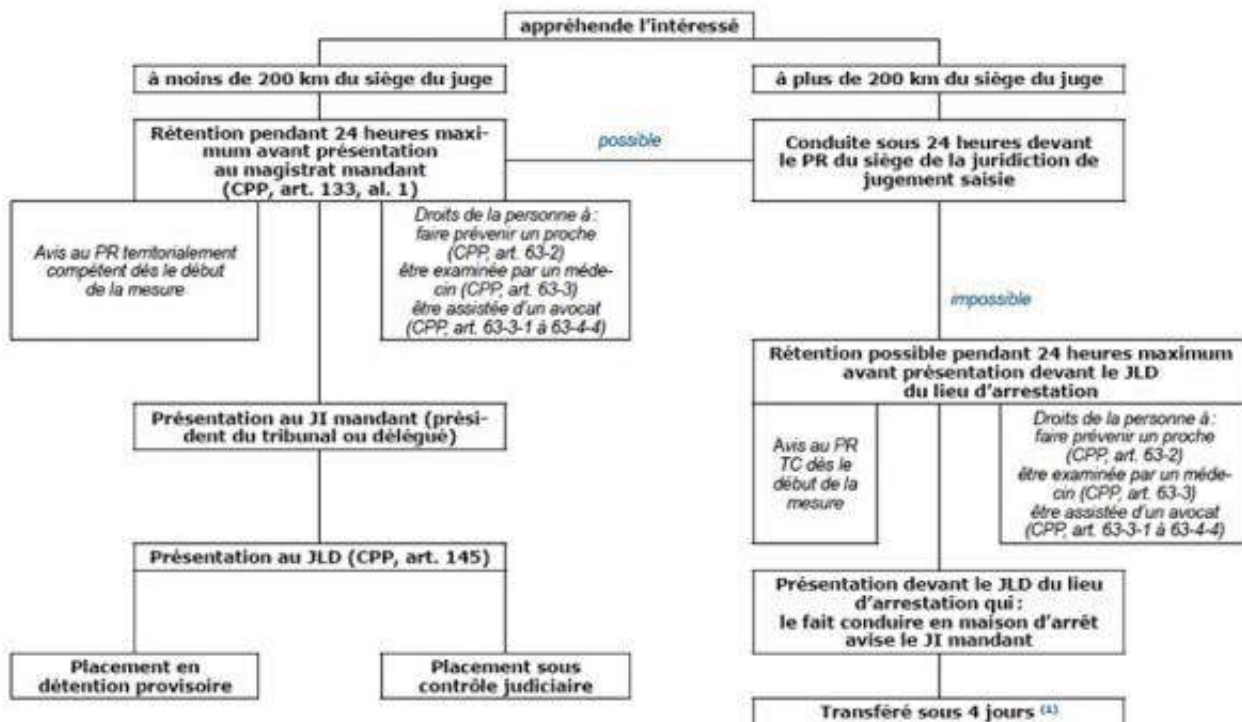 appréhende l'intéressé
à moins de 200 km du siège du juge
à plus de 200 km du siège du juge
Rétention pendant 24 heures maxi-
mum avant présentation
au magistrat mandant
(CPP, art. 133, al. 1)
possible
Conduite sous 24 heures devant
le PR du siège de la juridiction de
jugement saisie
Avis au PR territorialement
compétent dès le début
de la mesure
Droits de la personne à :
faire prévenir un proche
(CPP, art. 63-2)
être examinée par un méde-
cin (CPP, art. 63-3)
être assistée d'un avocat
(CPP, art. 63-3-1 à 63-4-4)
impossible
Rétention possible pendant 24 heures maximum
avant présentation devant le JLD
du lieu d'arrestation
Présentation au JI mandant (prési-
dent du tribunal ou délégué)
Avis au PR
TC dès le
début de la
mesure
Droits de la personne à :
faire prévenir un proche
(CPP, art. 63-2)
être examinée par un méde-
cin (CPP, art. 63-3)
être assistée d'un avocat
(CPP, art. 63-3-1 à 63-4-4)
Présentation au JLD (CPP, art. 145)
Présentation devant le JLD du lieu
d'arrestation qui :
le fait conduire en maison d'arrêt
avise le JI mandant
Placement en
détention provisoire
Placement sous
contrôle judiciaire
Transféré sous 4 jours (1)